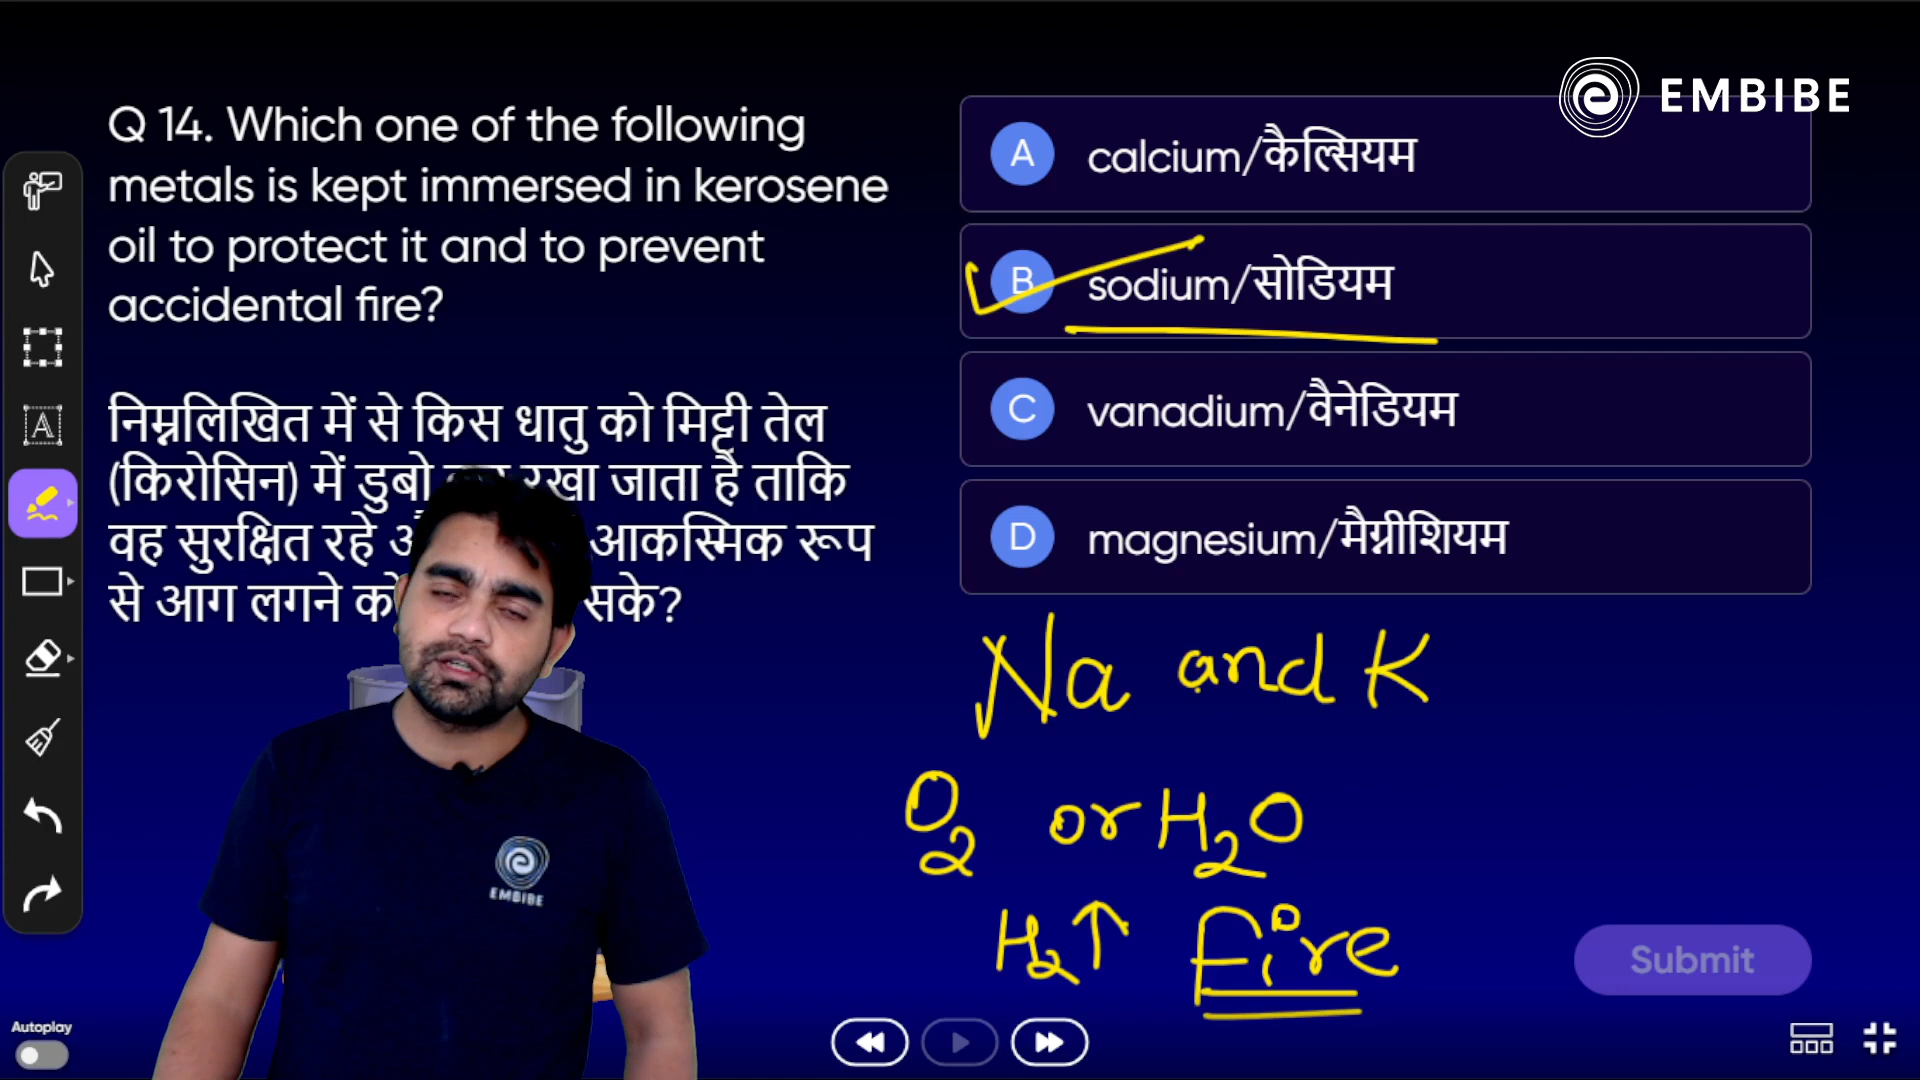 EMBIBE
Q 14. Which one of the following
metals is kept immersed in kerosene
oil to protect it and to prevent
accidental fire?
निम्नलिखित में से किस धातु को मिट्टी तेल
(किरोसिन) में डुबो रखा जाता है ताकि
वह सुरक्षित रहे आकस्मिक रूप
से आग लगने सके?
A calcium/कैल्सियम
B sodium/सोडियम
C vanadium/वैनेडियम
D magnesium/मैग्नीशियम
Na and K
O2 or H2O
H2↑ Fire
EMBIBE
Submit
Autoplay
A